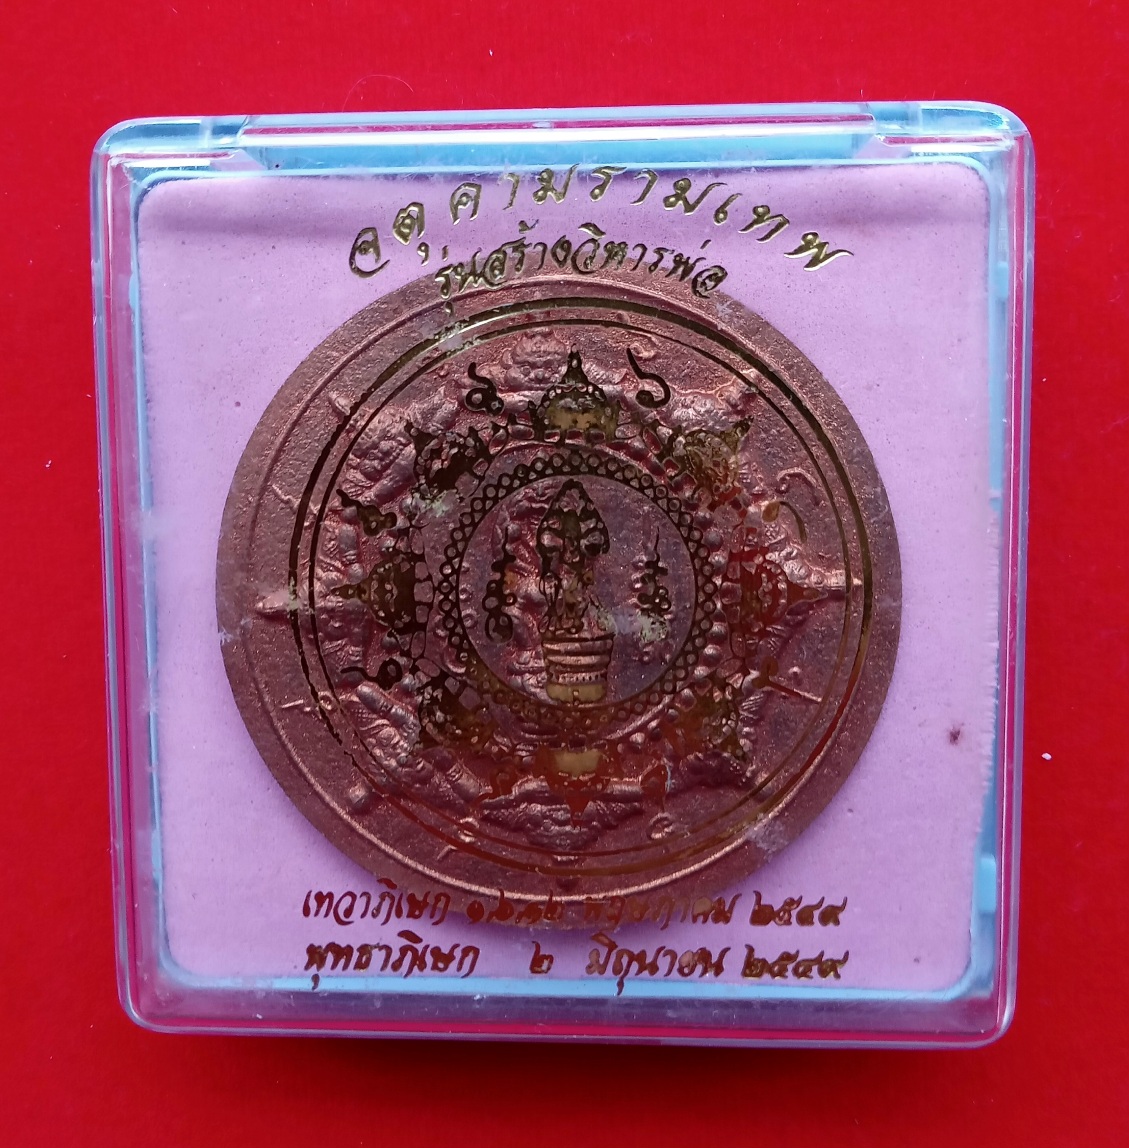 จตุคามรามเทพ
รุ่นสร้างวิหารพ่อ
เทวาภิเษก พฤษภาคม ๒๕๔๙
พุทธาภิเษก ๒ มิถุนายน ๒๕๔๙